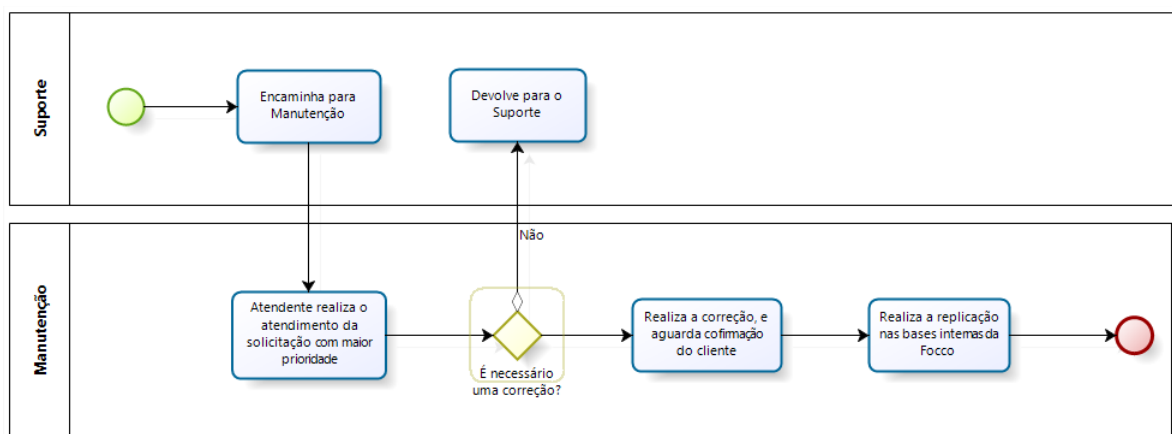 Suporte
Encaminha para
Manutenção
Devolve para o
Suporte
Não
Manutenção
Atendente realiza o
atendimento da
solicitação com maior
prioridade
É necessário
uma correção?
Realiza a correção, e
aguarda cofirmação
do cliente
Realiza a replicação
nas bases internas da
Focco